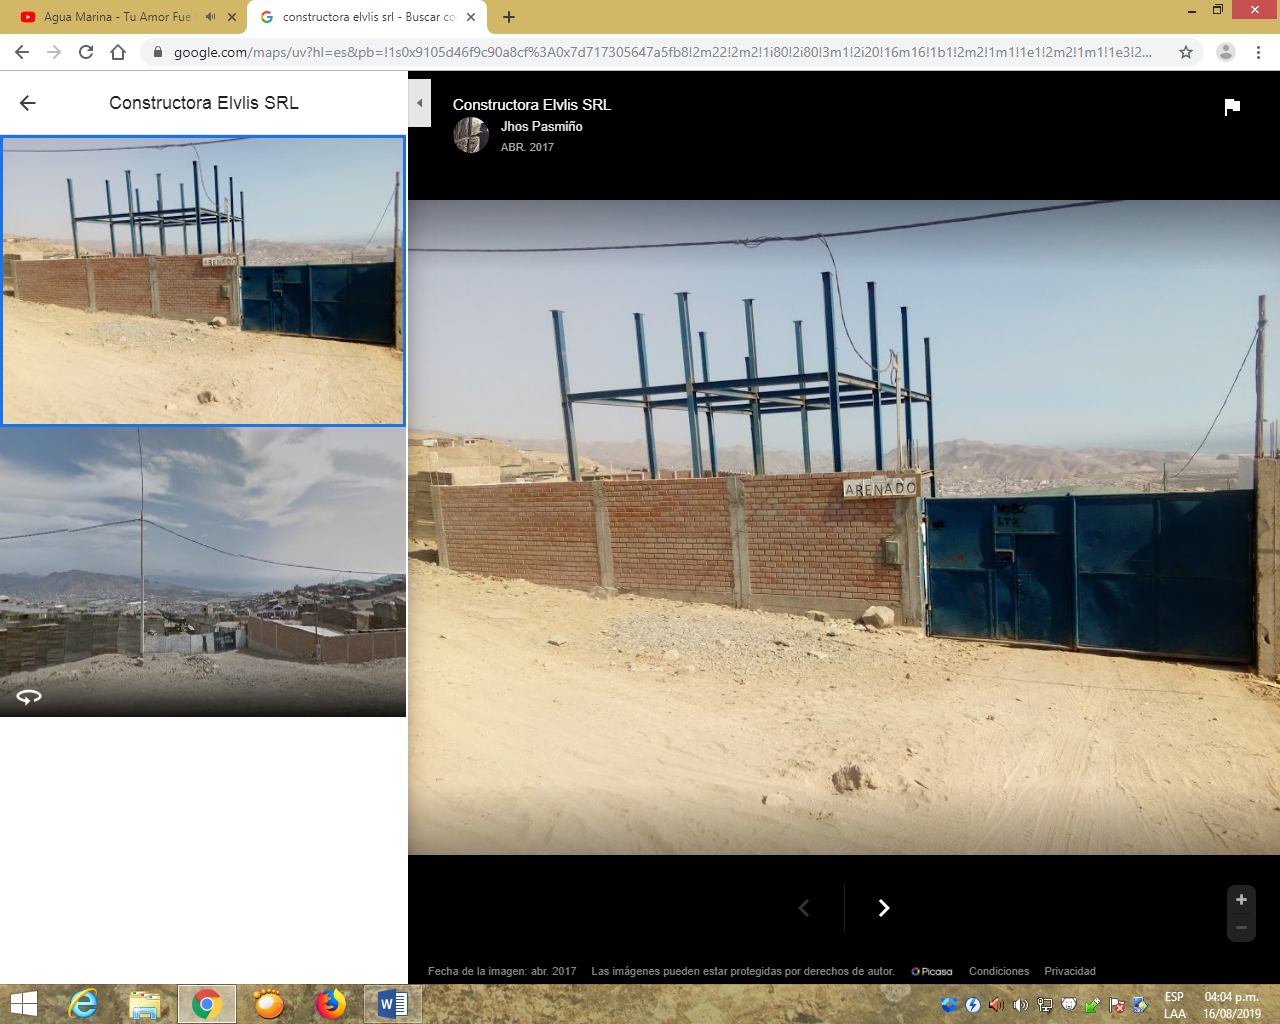 Agua Marina - Tu Amor Fue
constructora elvlis srl - Buscar co
google.com/maps/uv?hl=es&pb=!1s0x9105d46f9c90a8cf%3A0x7d717305647a5fb8!2m22!2m2!1i80!2i80!3m1!2i20!16m16!1b1!2m2!1m1!1e1!2m2!1m1!1e3!2...
Constructora Elvlis SRL
Constructora Elvlis SRL
Jhos Pasmiño
ABR. 2017
ARENADO
ARENADO
Fecha de la imagen: abr. 2017 Las imágenes pueden estar protegidas por derechos de autor. Picasa Condiciones Privacidad
ESP 04:04 p.m.
LAA 16/08/2019